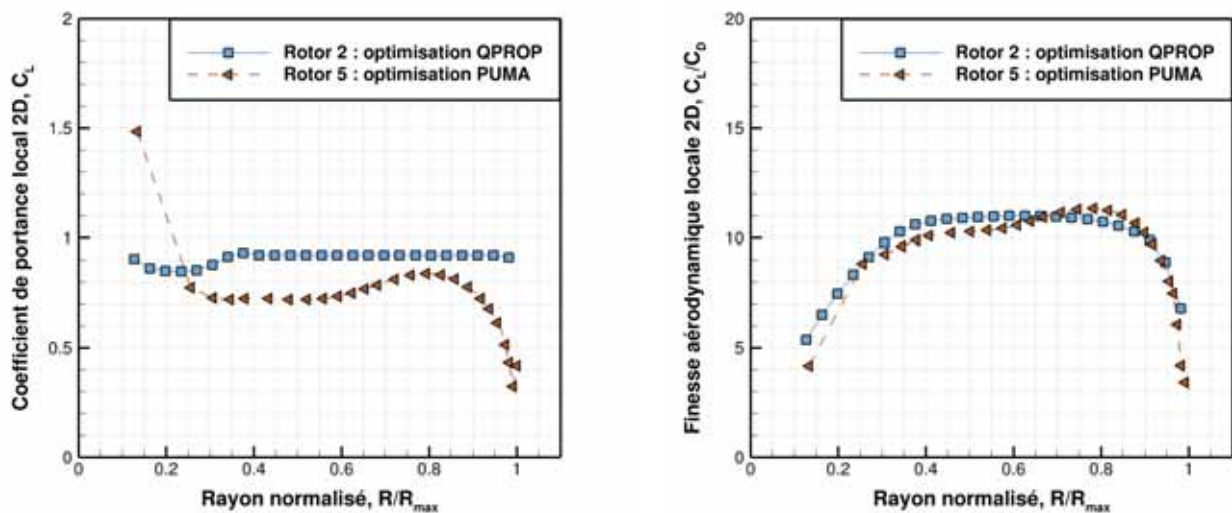 Coefficient de portance local 2D, C_L
2
1.5
1
0.5
0
Rotor 2 : optimisation QPROP
Rotor 5 : optimisation PUMA
0 0.2 0.4 0.6 0.8 1
Rayon normalisé, R/R_max
Finesse aérodynamique locale 2D, C_L/C_D
20
15
10
5
0
Rotor 2 : optimisation QPROP
Rotor 5 : optimisation PUMA
0 0.2 0.4 0.6 0.8 1
Rayon normalisé, R/R_max